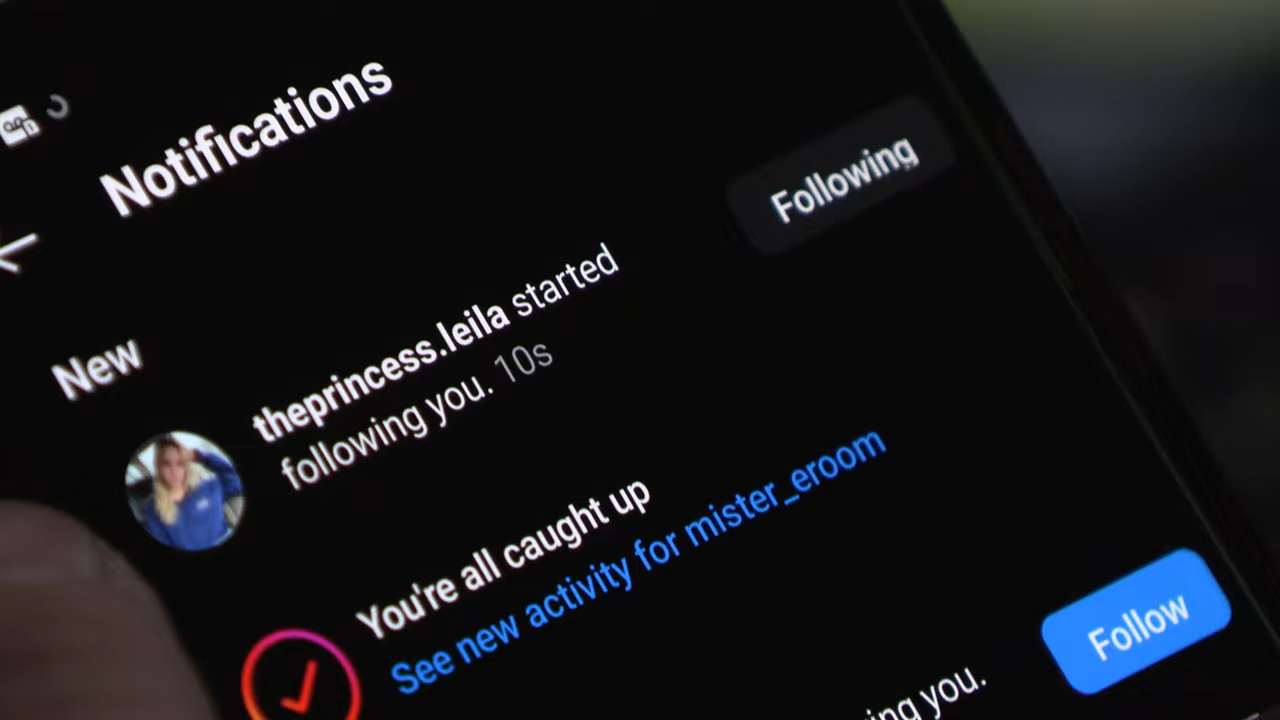 Notifications
New
theprincess.leila started
following you. 10s
Following
You're all caught up
See new activity for mister_eroom
you.
Follow